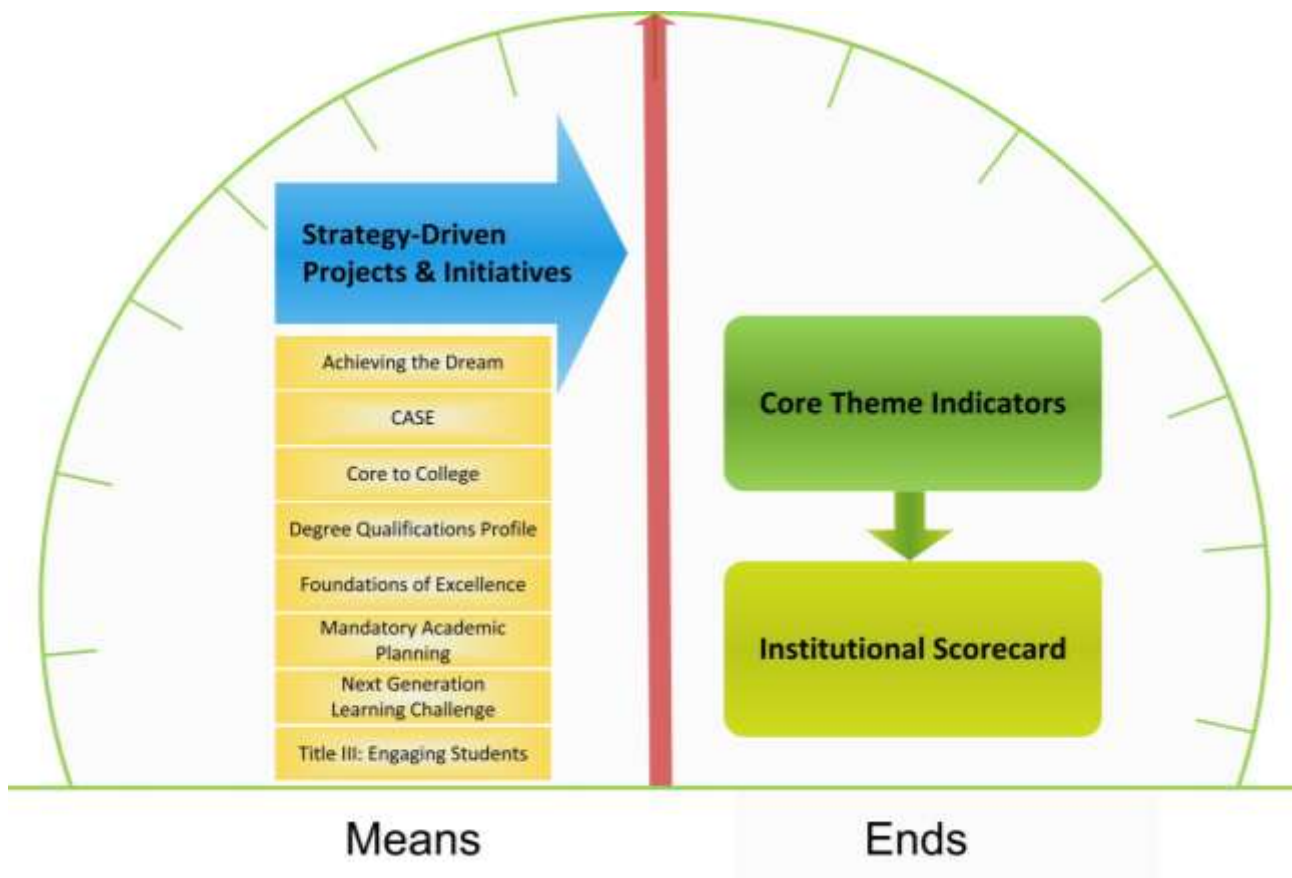 Strategy-Driven
Projects & Initiatives
Achieving the Dream
CASE
Core to College
Degree Qualifications Profile
Foundations of Excellence
Mandatory Academic
Planning
Next Generation
Learning Challenge
Title III: Engaging Students
Core Theme Indicators
Institutional Scorecard
Means
Ends